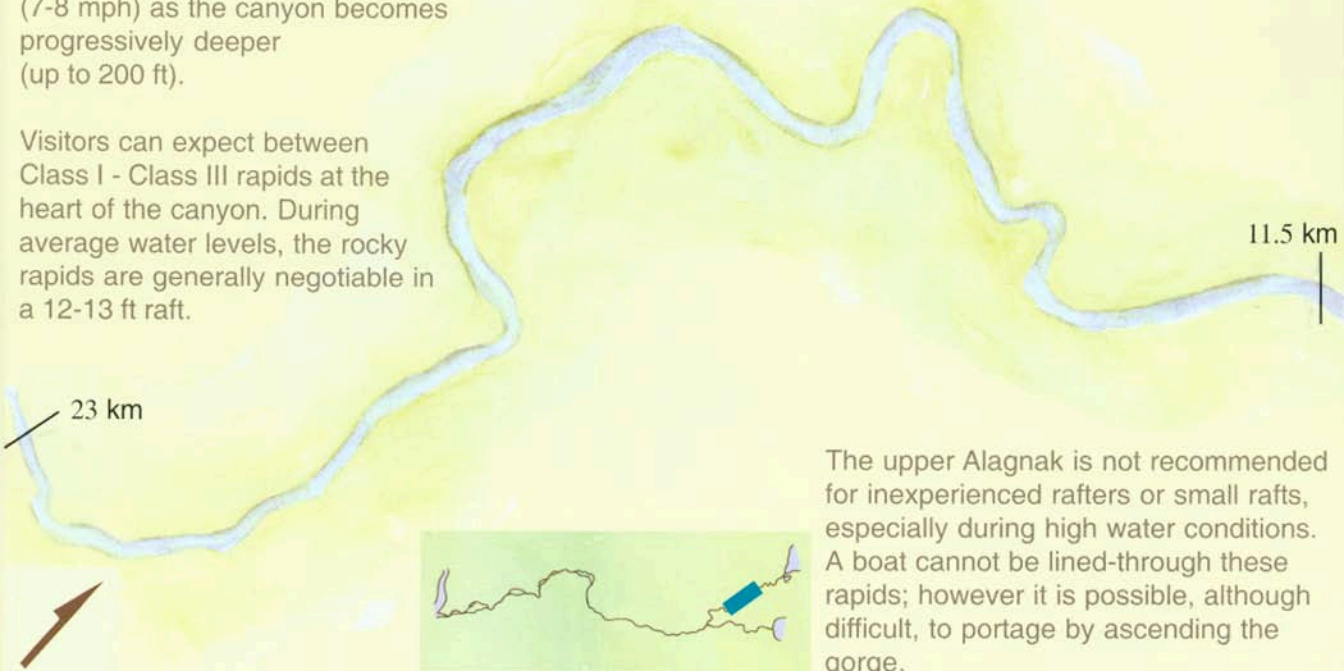 (7-8 mph) as the canyon becomes
progressively deeper
(up to 200 ft).
Visitors can expect between
Class I - Class III rapids at the
heart of the canyon. During
average water levels, the rocky
rapids are generally negotiable in
a 12-13 ft raft.
11.5 km
23 km
The upper Alagnak is not recommended
for inexperienced rafters or small rafts,
especially during high water conditions.
A boat cannot be lined-through these
rapids; however it is possible, although
difficult, to portage by ascending the
gorge.